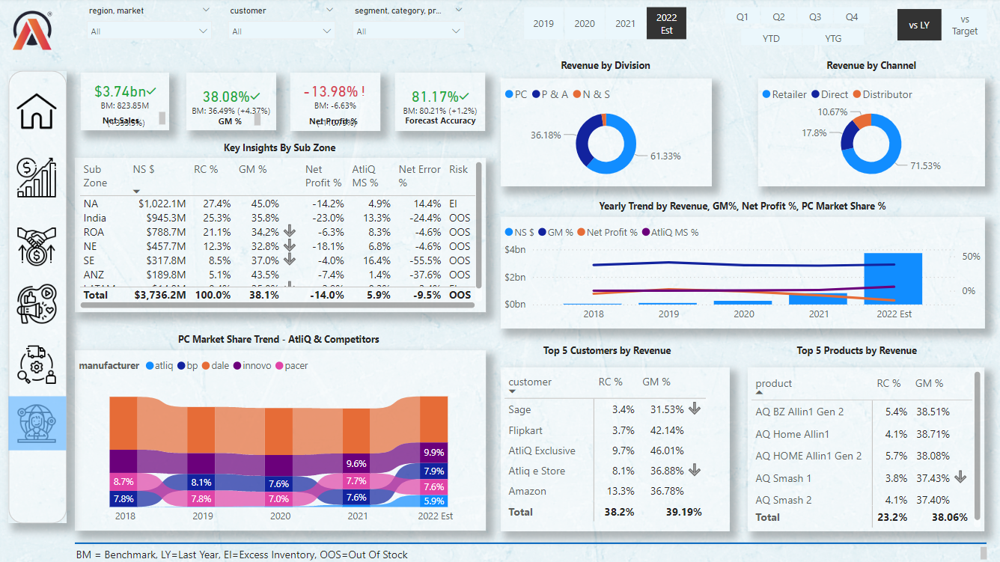 region, market
customer
segment, category, pr...
All
All
All
2019
2020
2021
2022
Est
Q1
Q2
Q3
Q4
YTD
YTG
vs LY
vs
Target
$3.74bn
BM: 823.85M
Net Sales
38.08%
BM: 36.49% (+4.37%)
GM %
-13.98% !
BM: -6.63%
Net Profit %
81.17%
BM: 80.21% (+1.2%)
Forecast Accuracy
Revenue by Division
PC P & A N & S
36.18%
61.33%
Revenue by Channel
Retailer Direct Distributor
10.67%
17.8%
71.53%
Key Insights By Sub Zone
Sub Zone NS $ RC % GM % Net Profit % AtliQ MS % Net Error % Risk
NA $1,022.1M 27.4% 45.0% -14.2% 4.9% 14.4% EI
India $945.3M 25.3% 35.8% -23.0% 13.3% -24.4% OOS
ROA $788.7M 21.1% 34.2% -6.3% 8.3% -4.6% OOS
NE $457.7M 12.3% 32.8% -18.1% 6.8% -4.6% OOS
SE $317.8M 8.5% 37.0% -4.0% 16.4% -55.5% OOS
ANZ $189.8M 5.1% 43.5% -7.4% 1.4% -37.6% OOS
Total $3,736.2M 100.0% 38.1% -14.0% 5.9% -9.5% OOS
Yearly Trend by Revenue, GM%, Net Profit %, PC Market Share %
NS $ GM % Net Profit % AtliQ MS %
$4bn
$2bn
$0bn
50%
0%
2018 2019 2020 2021 2022 Est
PC Market Share Trend - AtliQ & Competitors
manufacturer atliq bp dale innovo pacer
8.7%
7.8%
8.1%
7.8%
7.6%
7.0%
9.6%
7.7%
7.6%
9.9%
7.9%
7.6%
5.9%
2018 2019 2020 2021 2022 Est
Top 5 Customers by Revenue
customer RC % GM %
Sage 3.4% 31.53%
Flipkart 3.7% 42.14%
AtliQ Exclusive 9.7% 46.01%
Atliq e Store 8.1% 36.88%
Amazon 13.3% 36.78%
Total 38.2% 39.19%
Top 5 Products by Revenue
product RC % GM %
AQ BZ Allin1 Gen 2 5.4% 38.51%
AQ Home Allin1 4.1% 38.71%
AQ HOME Allin1 Gen 2 5.7% 38.08%
AQ Smash 1 3.8% 37.43%
AQ Smash 2 4.1% 37.40%
Total 23.2% 38.06%
BM = Benchmark, LY=Last Year, EI=Excess Inventory, OOS=Out Of Stock